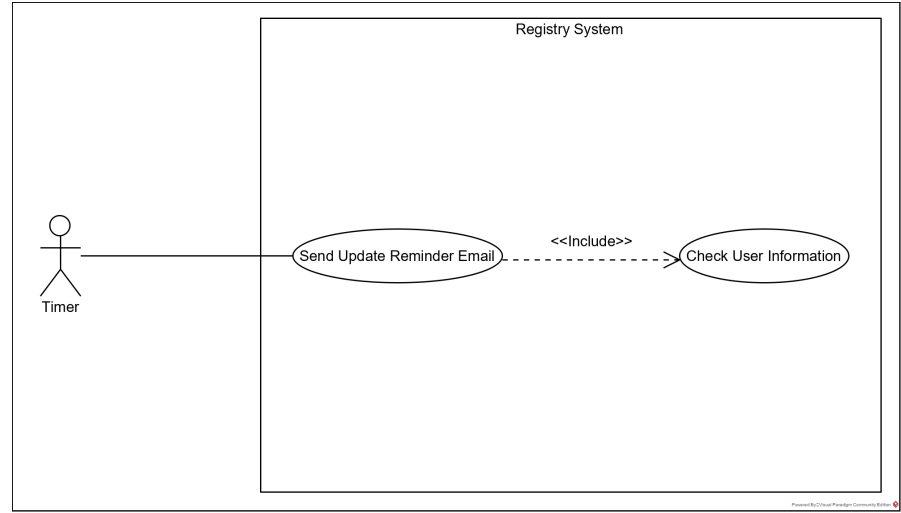 Registry System
<<Include>>
Send Update Reminder Email
Check User Information
Timer
Powered By Visual Paradigm Community Edition